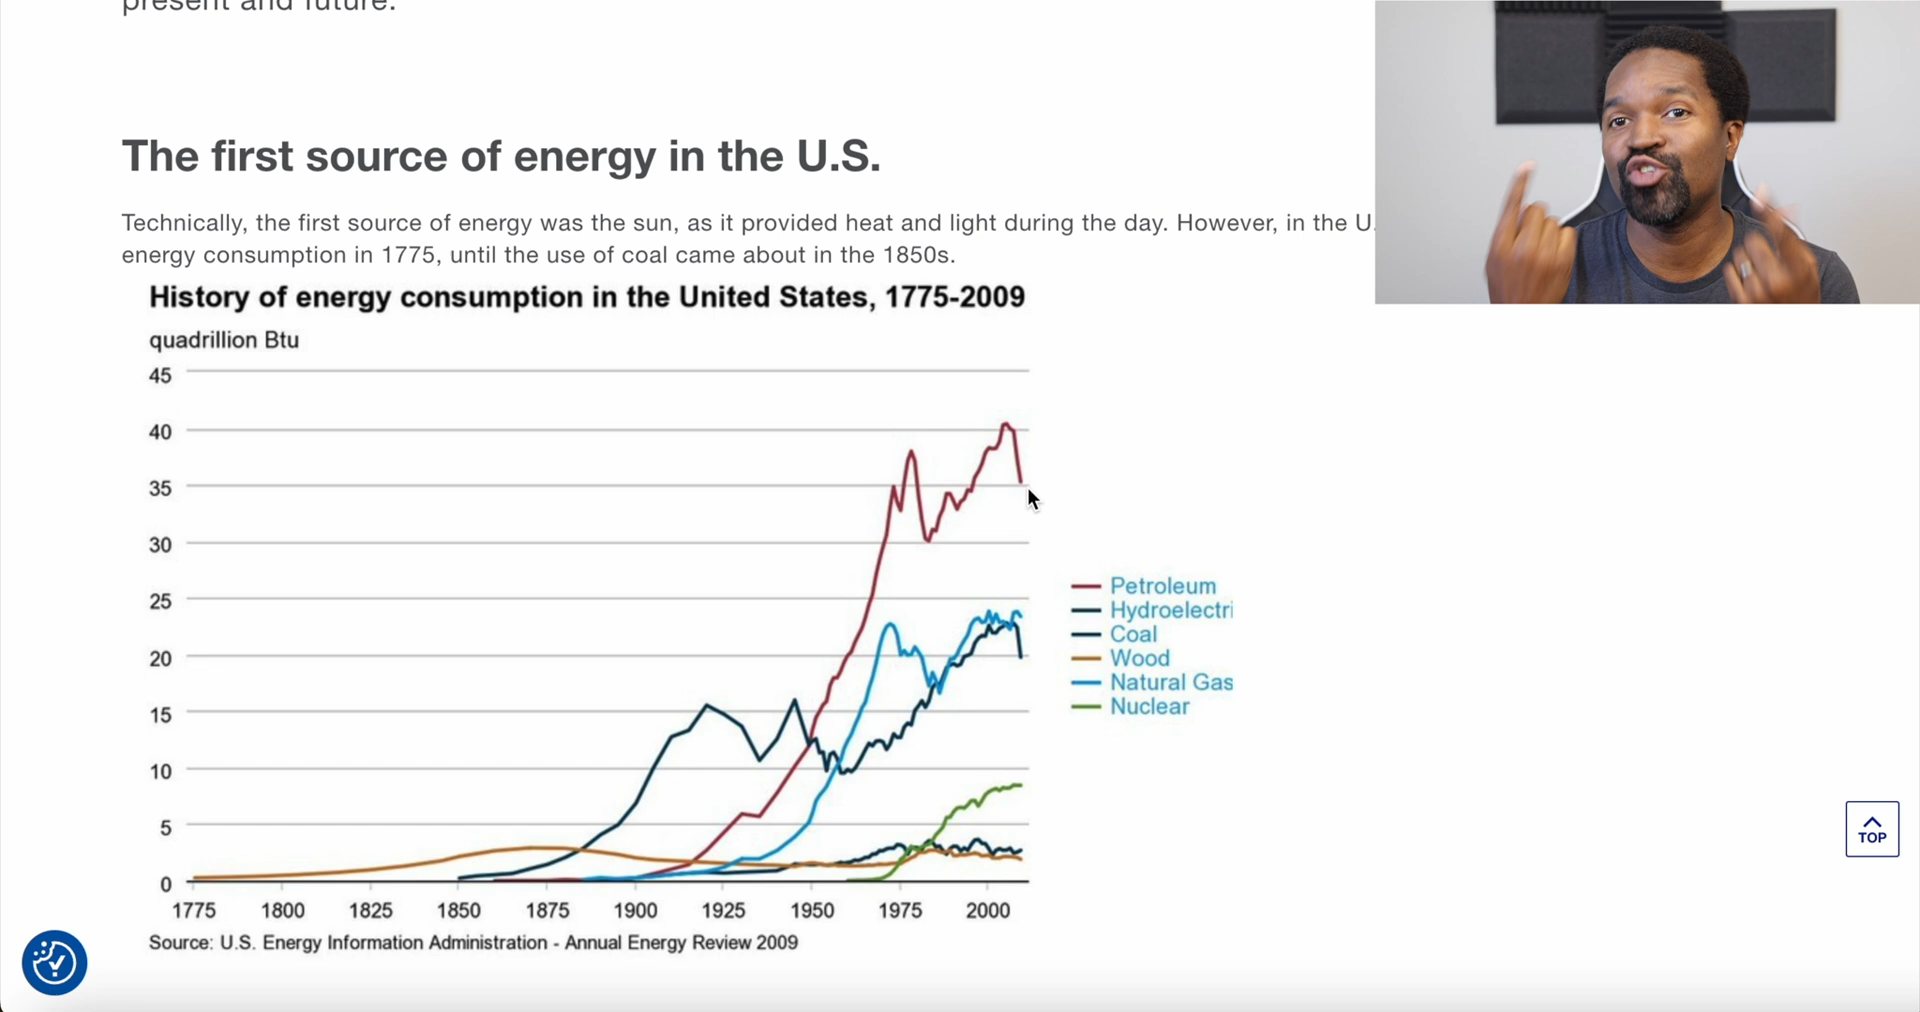 present and future.
The first source of energy in the U.S.
Technically, the first source of energy was the sun, as it provided heat and light during the day. However, in the U.
energy consumption in 1775, until the use of coal came about in the 1850s.
History of energy consumption in the United States, 1775-2009
quadrillion Btu
45
40
35
30
25
20
15
10
5
0
1775 1800 1825 1850 1875 1900 1925 1950 1975 2000
Petroleum
Hydroelectri
Coal
Wood
Natural Gas
Nuclear
Source: U.S. Energy Information Administration - Annual Energy Review 2009
TOP